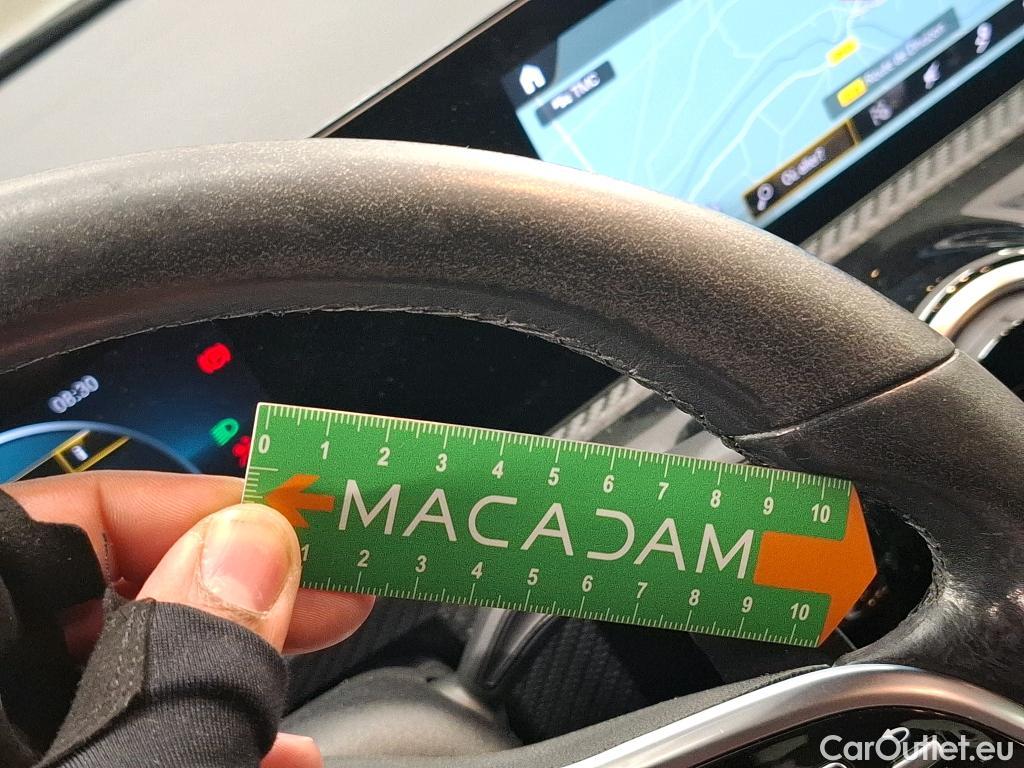 TMC
Route de Dhuizon
Où aller?
08:30
0 1 2 3 4 5 6 7 8 9 10
MACADAM
1 2 3 4 5 6 7 8 9 10
CarOutlet.eu